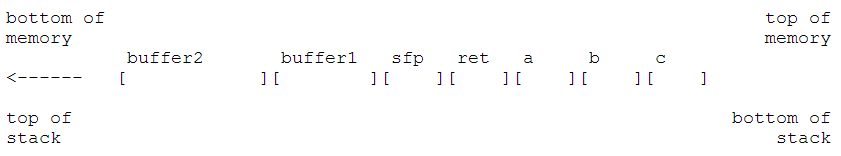 bottom of                                                            top of
memory                                                               memory
            buffer2        buffer1   sfp   ret   a     b     c
<------    [             ][         ][    ][    ][    ][    ][    ]
top of                                                            bottom of
stack                                                                 stack